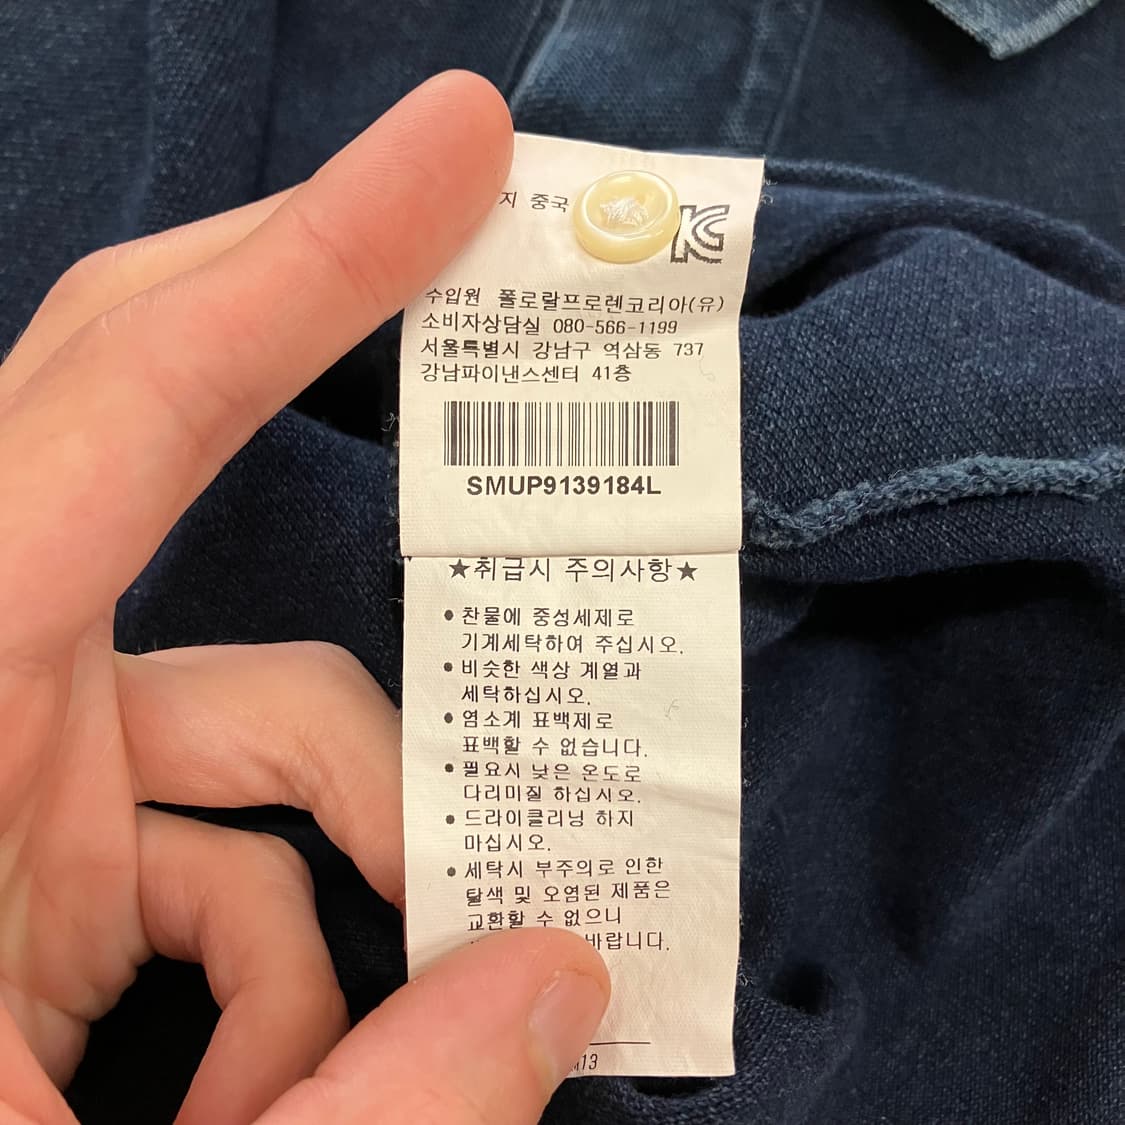 중국
KC
수입원 폴로랄프로렌코리아(유)
소비자상담실 080-566-1199
서울특별시 강남구 역삼동 737
강남파이낸스센터 41층
SMUP9139184L
★취급시 주의사항★
• 찬물에 중성세제로
기계세탁하여 주십시오.
• 비슷한 색상 계열과
세탁하십시오.
• 염소계 표백제로
표백할 수 없습니다.
• 필요시 낮은 온도로
다리미질 하십시오.
• 드라이클리닝 하지
마십시오.
• 세탁시 부주의로 인한
탈색 및 오염된 제품은
교환할 수 없으니
바랍니다.